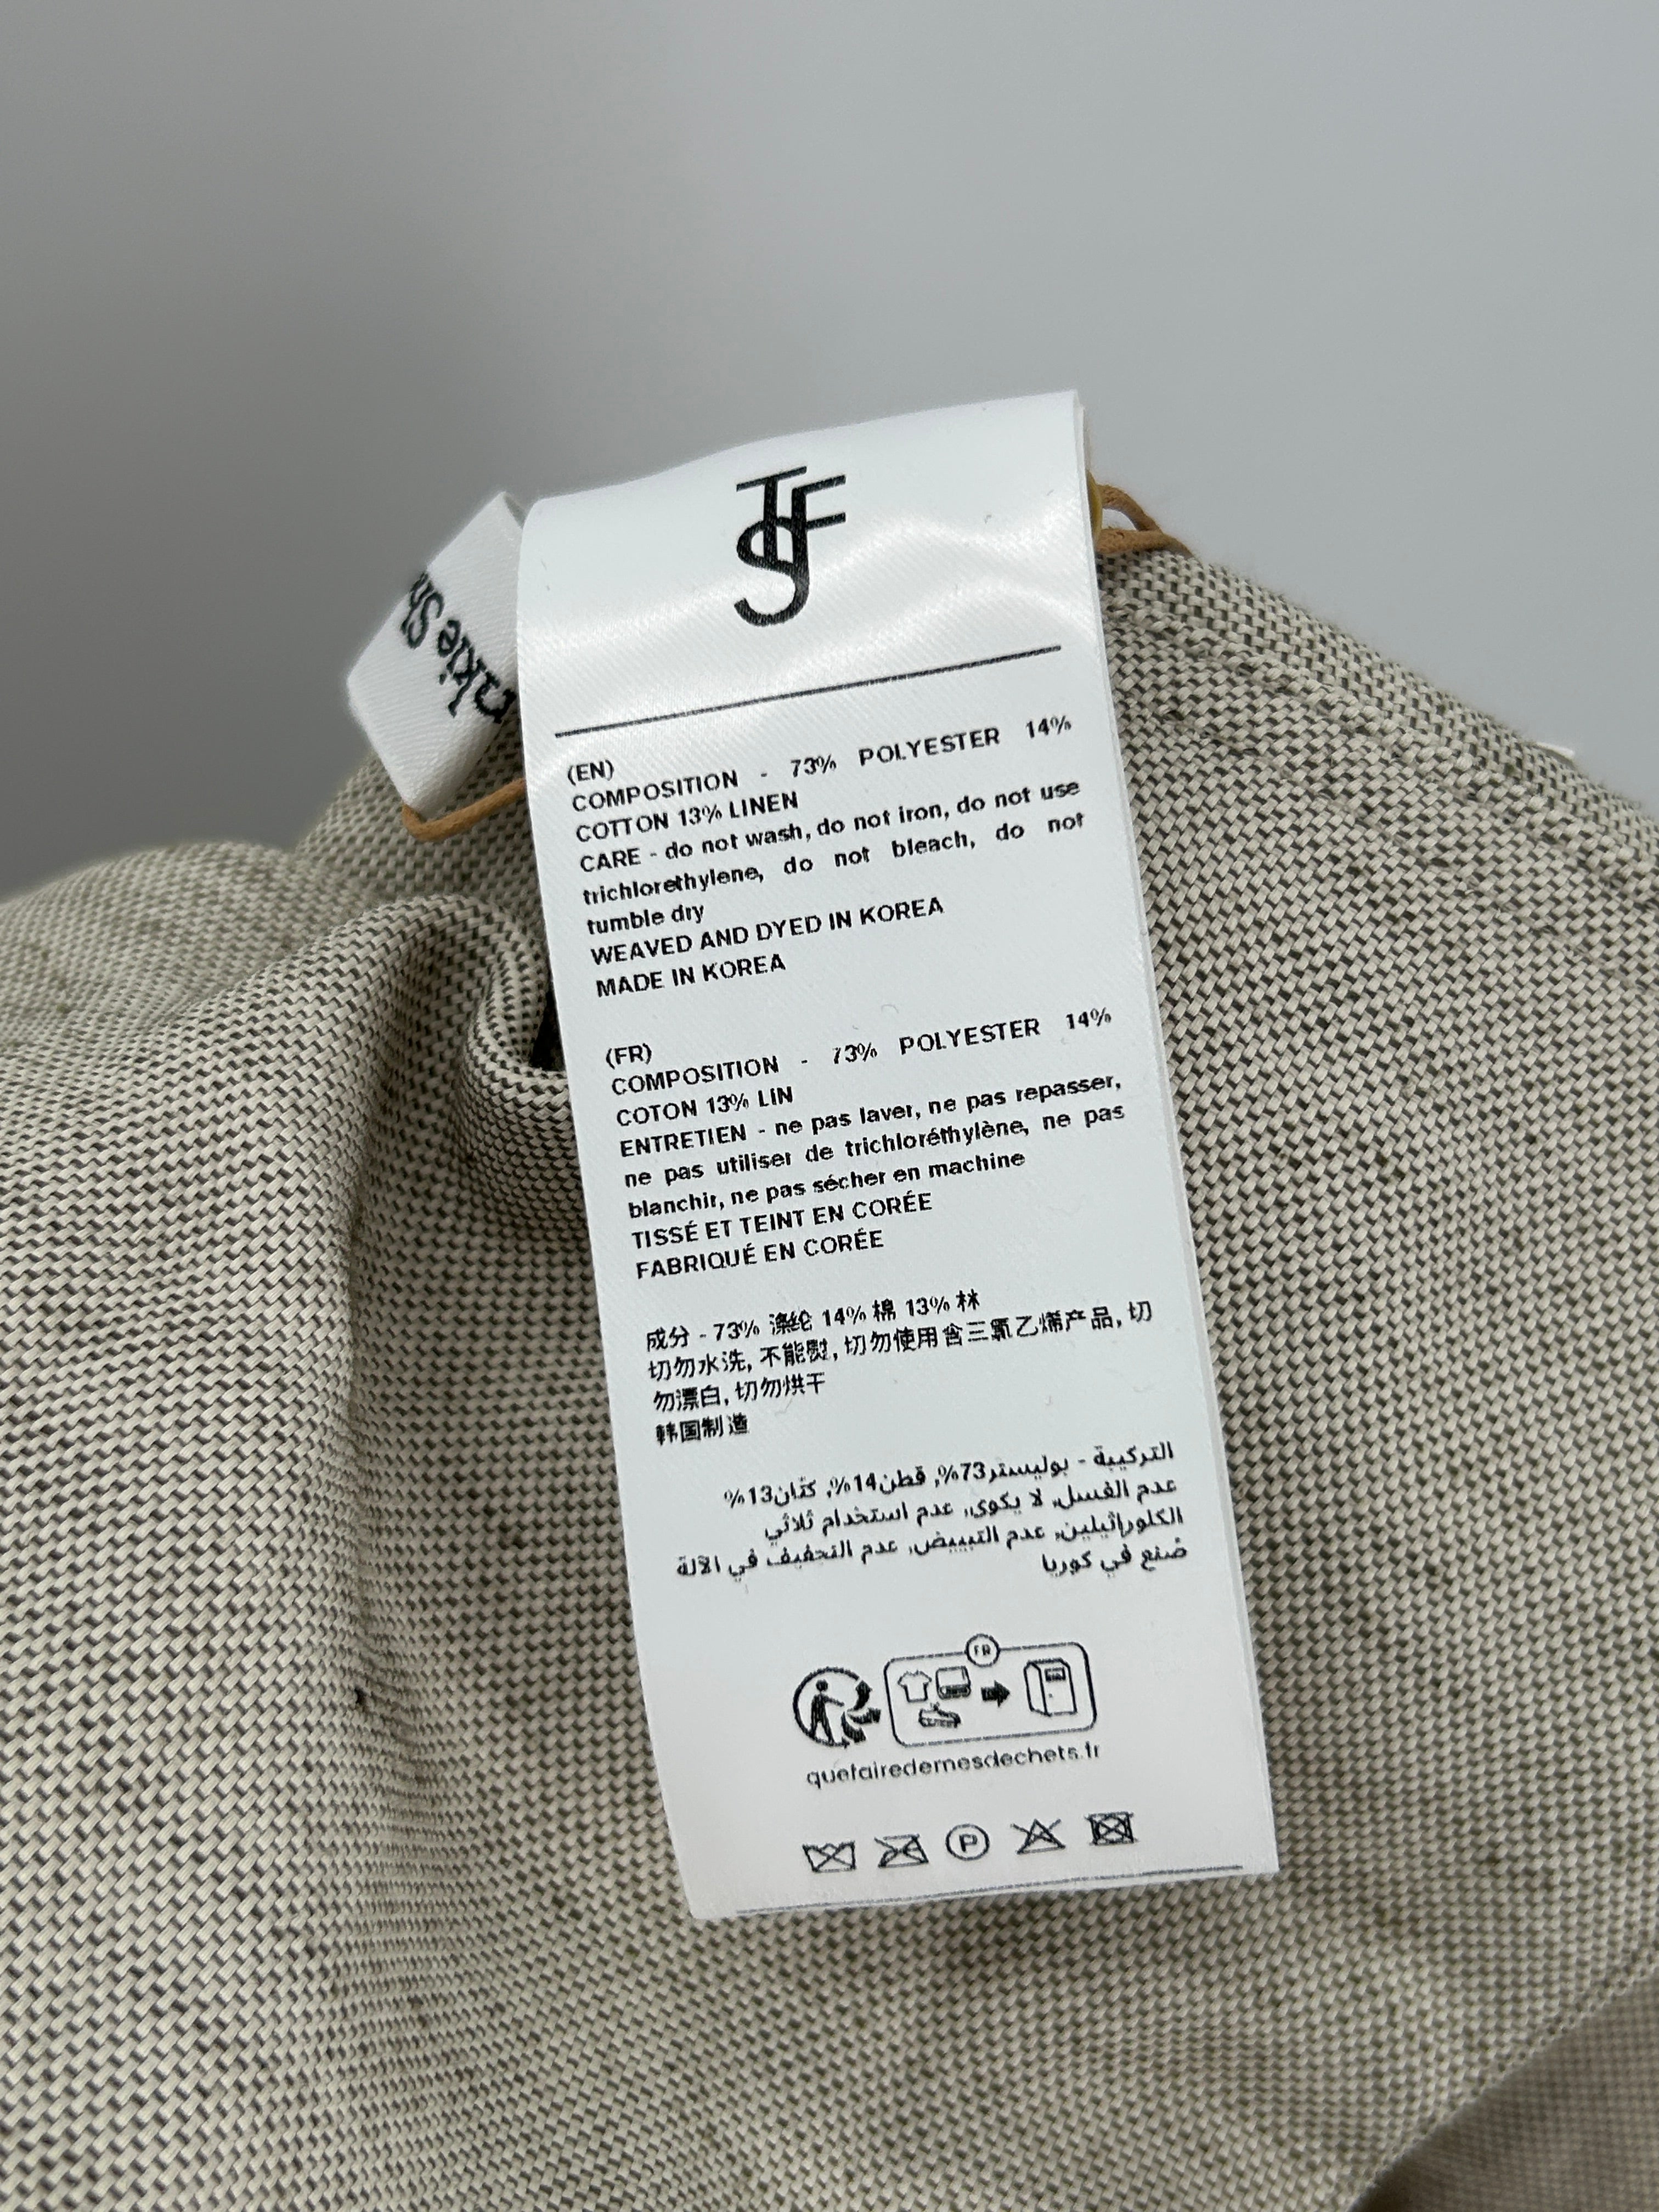 nkie Sh
TFS
(EN)
COMPOSITION - 73% POLYESTER 14%
COTTON 13% LINEN
CARE - do not wash, do not iron, do not use
trichlorethylene, do not bleach, do not
tumble dry
WEAVED AND DYED IN KOREA
MADE IN KOREA
(FR)
COMPOSITION - 73% POLYESTER 14%
COTON 13% LIN
ENTRETIEN - ne pas laver, ne pas repasser,
ne pas utiliser de trichloréthylène, ne pas
blanchir, ne pas sécher en machine
TISSÉ ET TEINT EN CORÉE
FABRIQUÉ EN CORÉE
成分 - 73% 涤纶 14% 棉 13% 林
切勿水洗, 不能熨, 切勿使用含三氯乙烯产品, 切
勿漂白, 切勿烘干
韩国制造
التركيبة - بوليستر73%, قطن14%, كتّان13%
عدم الغسل, لا يكوى, عدم استخدام ثلاثي
الكلوراثيلين, عدم التبييض, عدم التجفيف في الآلة
صُنع في كوريا
FR
quefairedemesdechets.fr
P